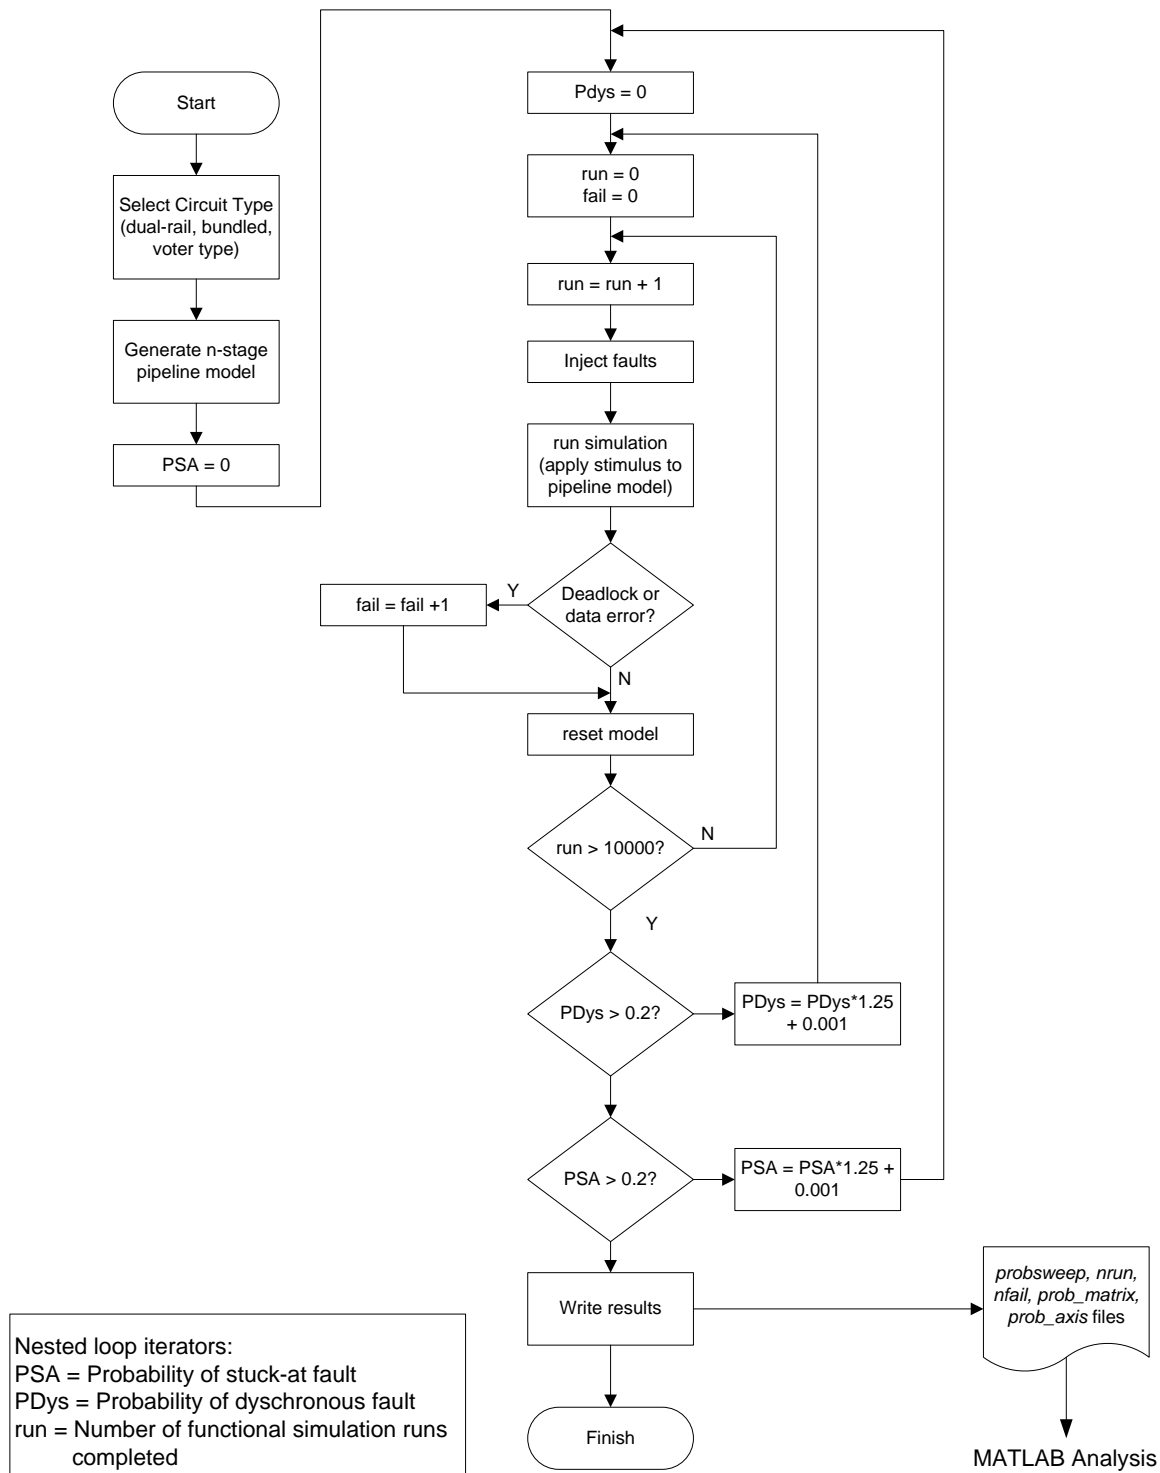 Start
Select Circuit Type
(dual-rail, bundled,
voter type)
Generate n-stage
pipeline model
PSA = 0
Pdys = 0
run = 0
fail = 0
run = run + 1
Inject faults
run simulation
(apply stimulus to
pipeline model)
Deadlock or
data error?
Y
fail = fail +1
N
reset model
run > 10000?
N
Y
PDys > 0.2?
PDys = PDys*1.25
+ 0.001
PSA > 0.2?
PSA = PSA*1.25 +
0.001
Write results
probsweep, nrun,
nfail, prob_matrix,
prob_axis files
Finish
MATLAB Analysis
Nested loop iterators:
PSA = Probability of stuck-at fault
PDys = Probability of dyschronous fault
run = Number of functional simulation runs
completed